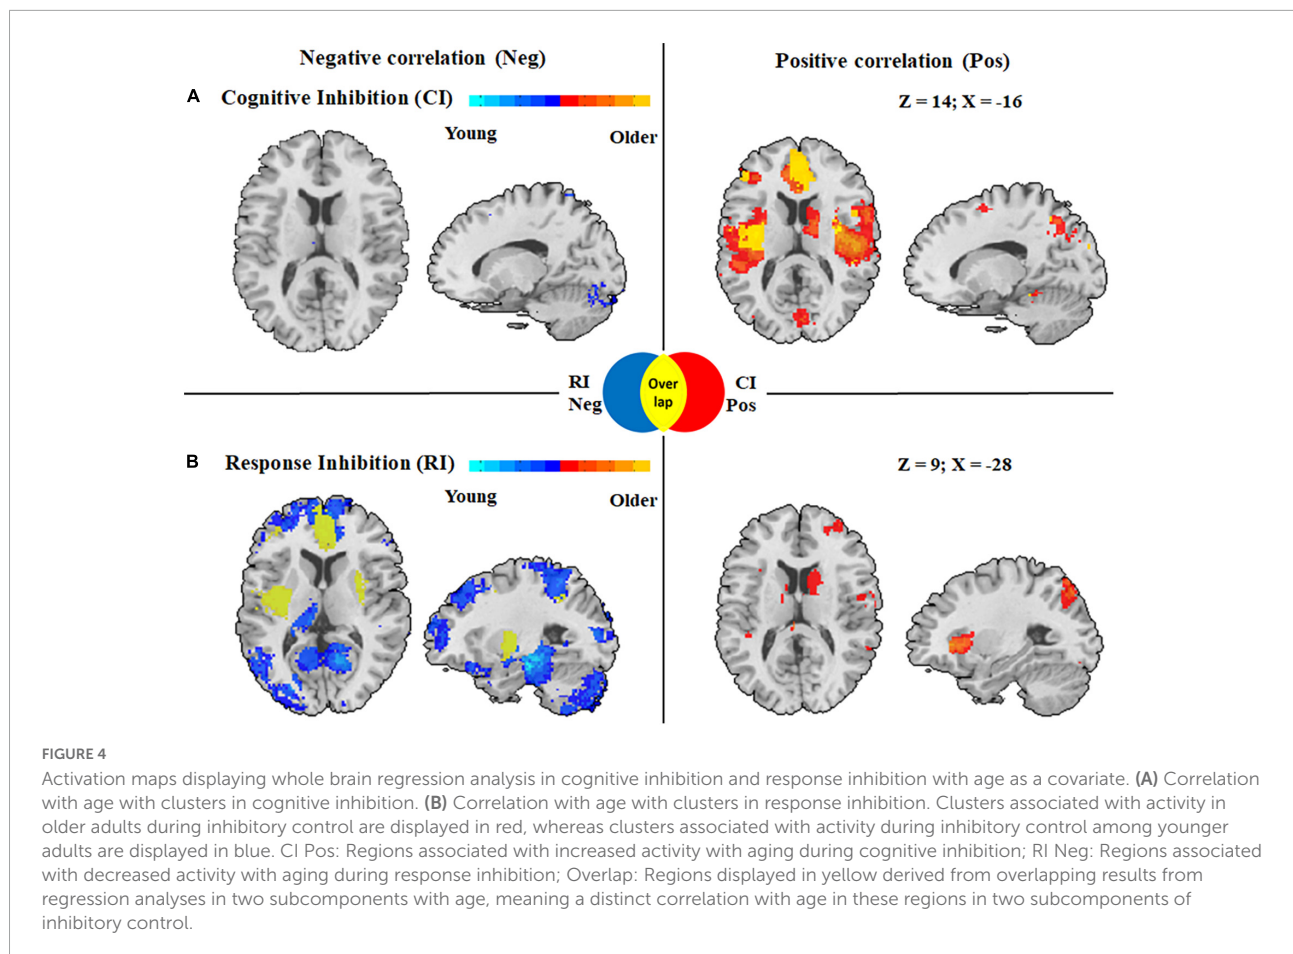 Negative correlation (Neg)
Positive correlation (Pos)
A Cognitive Inhibition (CI)
Young
Older
Z = 14; X = -16
RI
Neg
Over
lap
CI
Pos
B Response Inhibition (RI)
Young
Older
Z = 9; X = -28
FIGURE 4
Activation maps displaying whole brain regression analysis in cognitive inhibition and response inhibition with age as a covariate. (A) Correlation
with age with clusters in cognitive inhibition. (B) Correlation with age with clusters in response inhibition. Clusters associated with activity in
older adults during inhibitory control are displayed in red, whereas clusters associated with activity during inhibitory control among younger
adults are displayed in blue. CI Pos: Regions associated with increased activity with aging during cognitive inhibition; RI Neg: Regions associated
with decreased activity with aging during response inhibition; Overlap: Regions displayed in yellow derived from overlapping results from
regression analyses in two subcomponents with age, meaning a distinct correlation with age in these regions in two subcomponents of
inhibitory control.